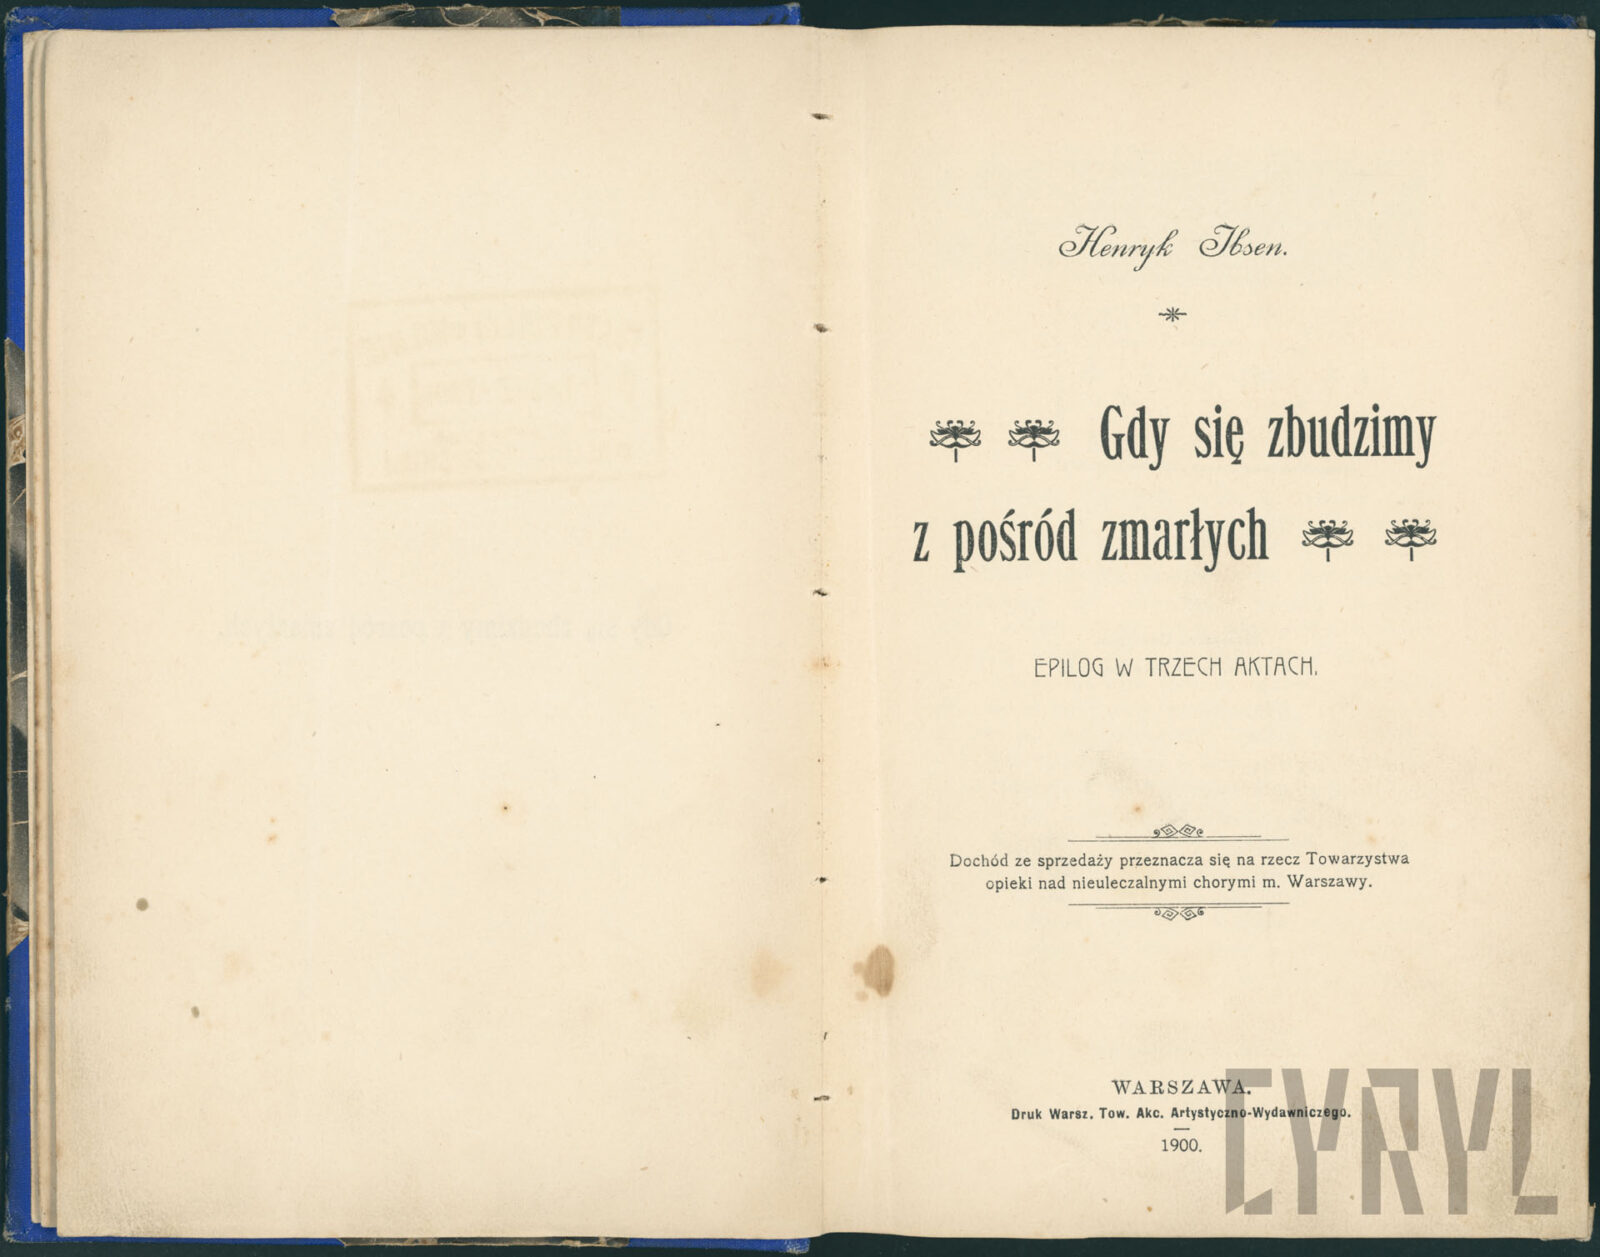 Henryk Ibsen.
Gdy się zbudzimy
z pośród zmarłych
EPILOG W TRZECH AKTACH.
Dochód ze sprzedaży przeznacza się na rzecz Towarzystwa
opieki nad nieuleczalnymi chorymi m. Warszawy.
WARSZAWA.
Druk Warsz. Tow. Akc. Artystyczno-Wydawniczego.
1900.
CYRYL